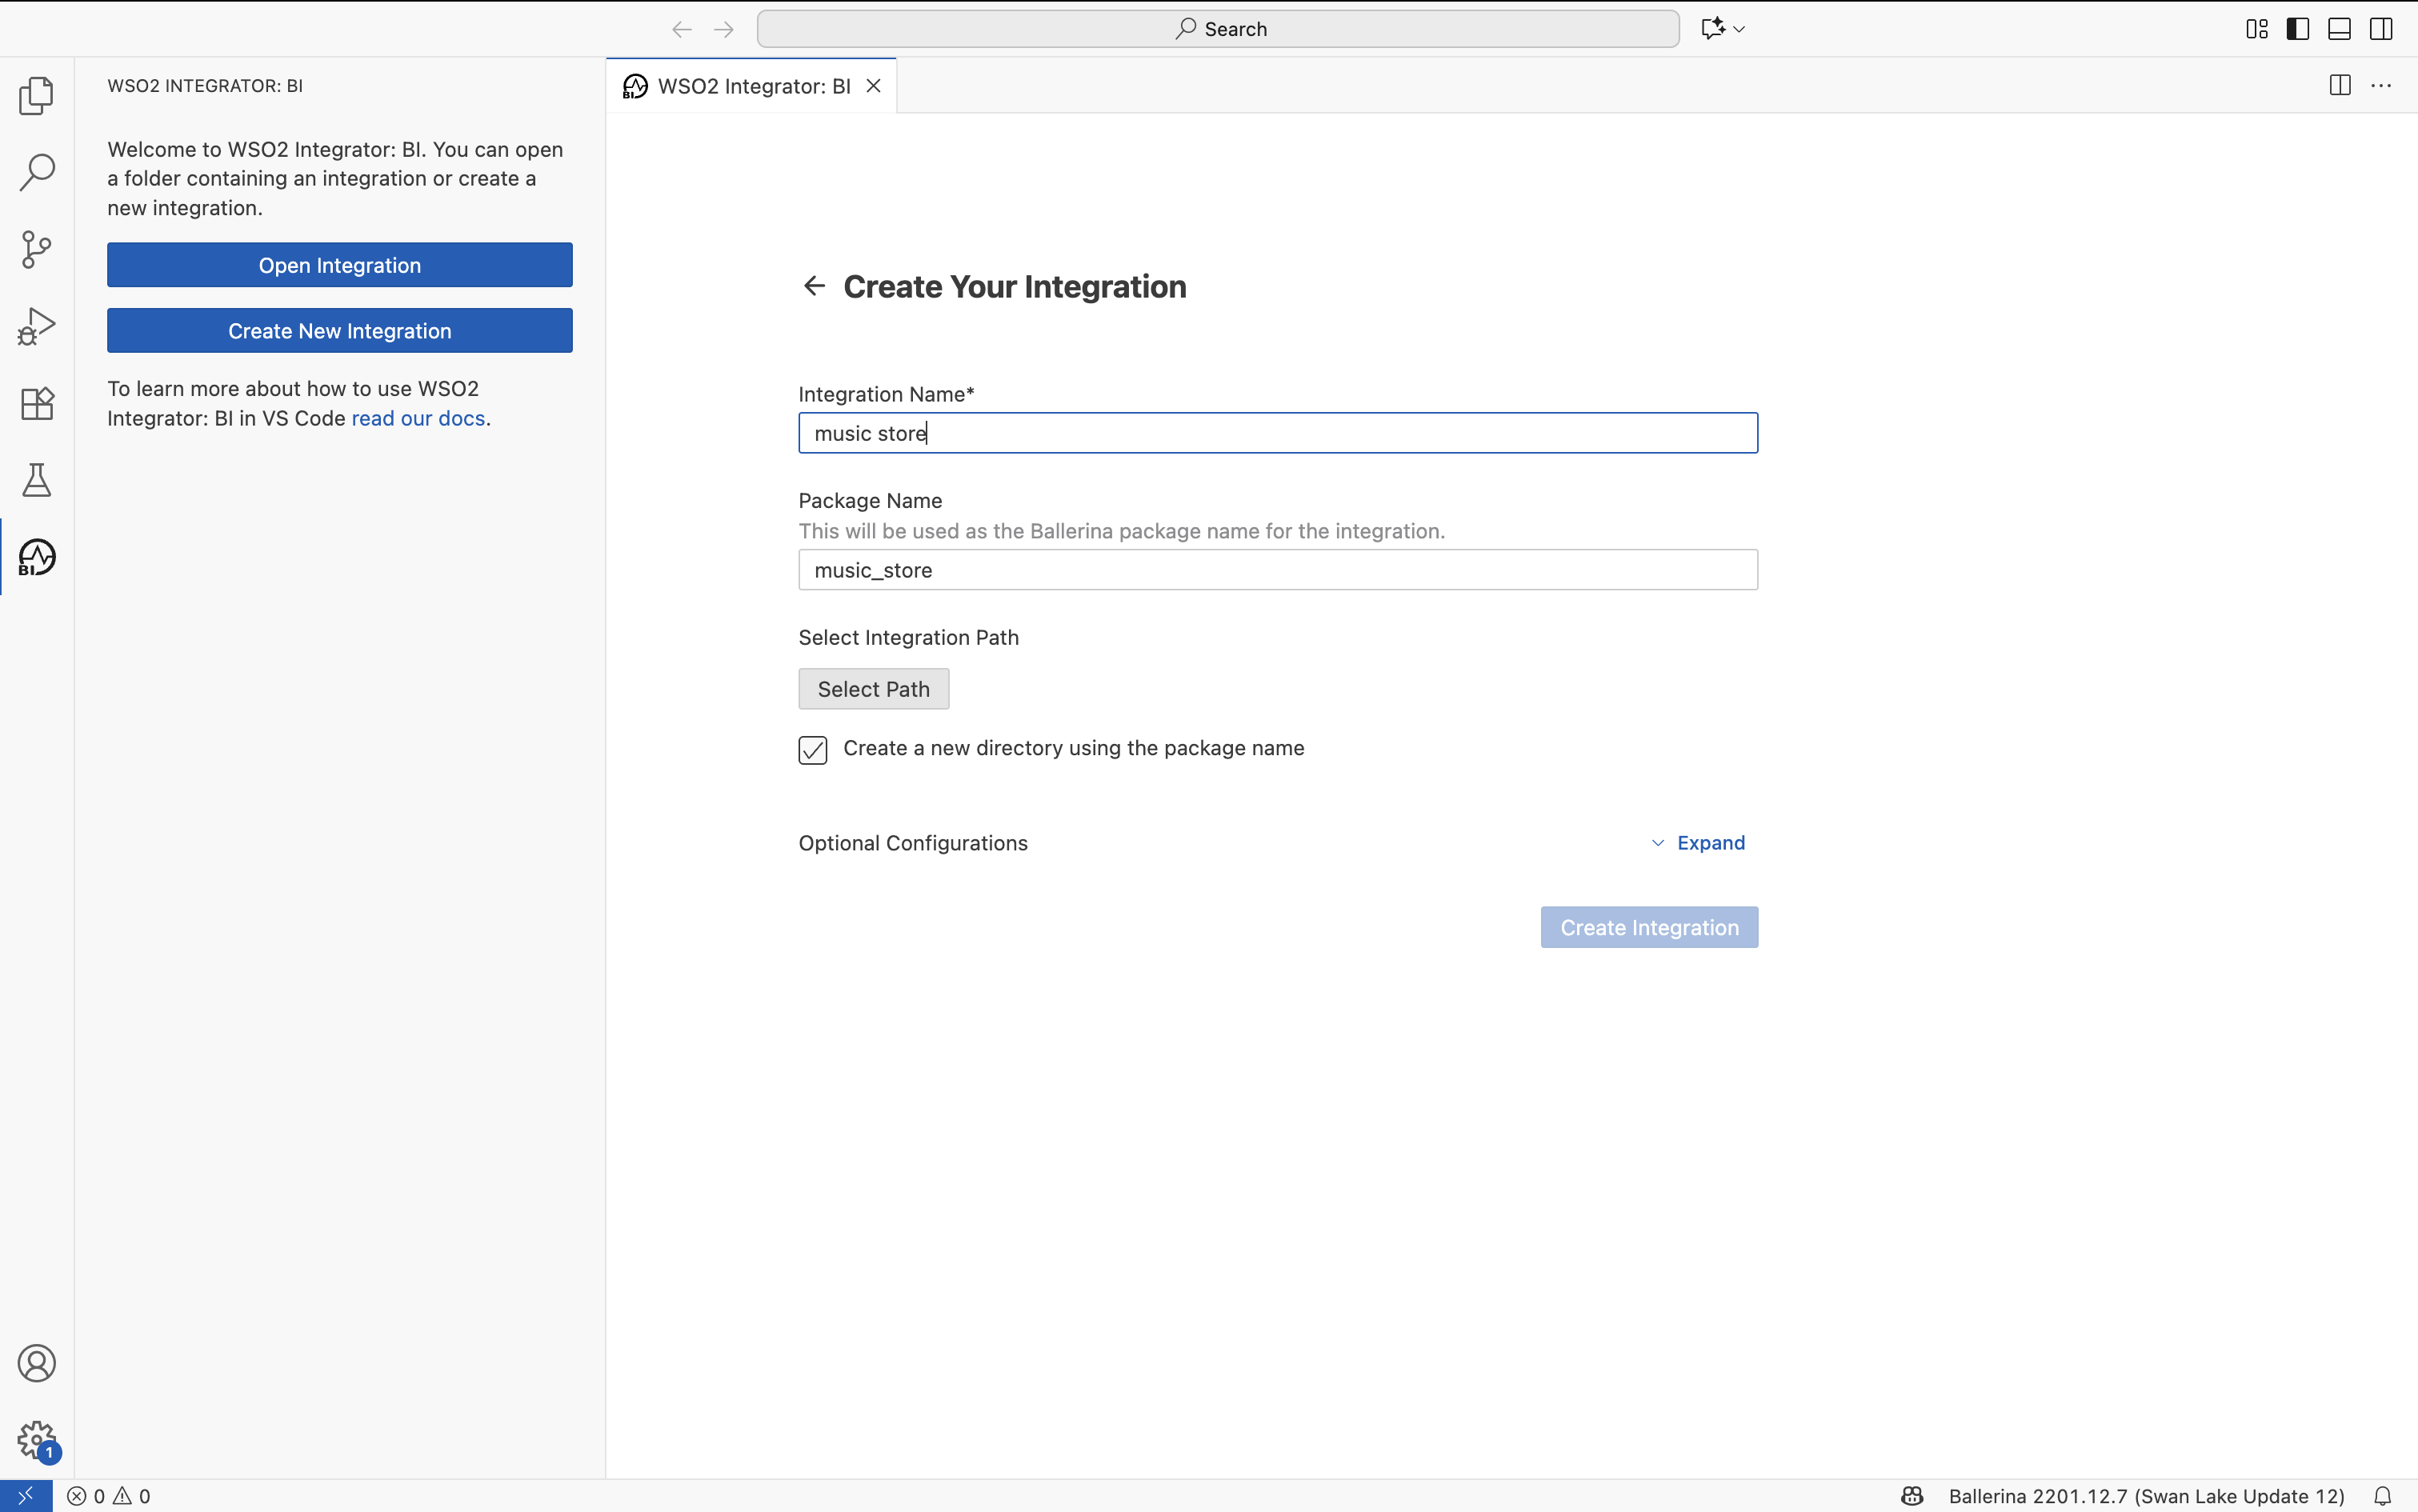 Search
WSO2 INTEGRATOR: BI
Welcome to WSO2 Integrator: BI. You can open
a folder containing an integration or create a
new integration.
Open Integration
Create New Integration
To learn more about how to use WSO2
Integrator: BI in VS Code read our docs.
BI
1
BI WSO2 Integrator: BI
Create Your Integration
Integration Name*
music store
Package Name
This will be used as the Ballerina package name for the integration.
music_store
Select Integration Path
Select Path
Create a new directory using the package name
Optional Configurations
Expand
Create Integration
0 0
Ballerina 2201.12.7 (Swan Lake Update 12)